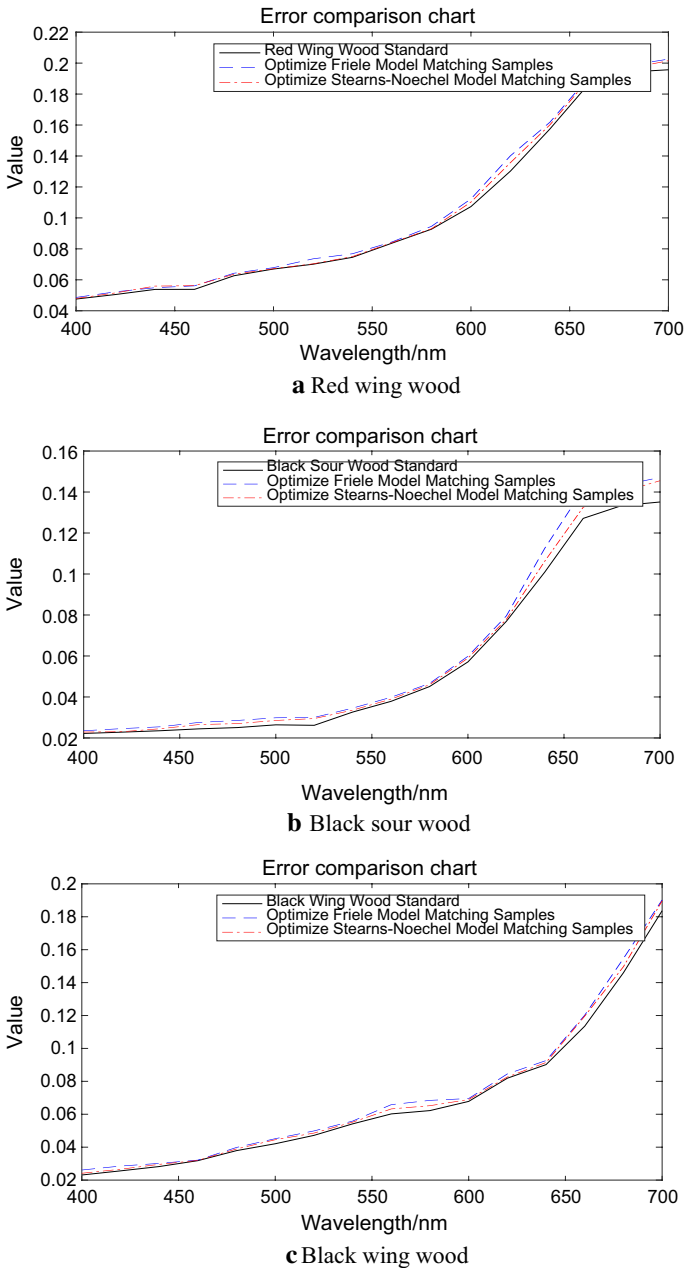 Error comparison chart
0.22
0.2
0.18
0.16
0.14
0.12
0.1
0.08
0.06
0.04
Value
Red Wing Wood Standard
Optimize Friele Model Matching Samples
Optimize Stearns-Noechel Model Matching Samples
400 450 500 550 600 650 700
Wavelength/nm
a Red wing wood
Error comparison chart
0.16
0.14
0.12
0.1
0.08
0.06
0.04
0.02
Value
Black Sour Wood Standard
Optimize Friele Model Matching Samples
Optimize Stearns-Noechel Model Matching Samples
400 450 500 550 600 650 700
Wavelength/nm
b Black sour wood
Error comparison chart
0.2
0.18
0.16
0.14
0.12
0.1
0.08
0.06
0.04
0.02
Value
Black Wing Wood Standard
Optimize Friele Model Matching Samples
Optimize Stearns-Noechel Model Matching Samples
400 450 500 550 600 650 700
Wavelength/nm
c Black wing wood